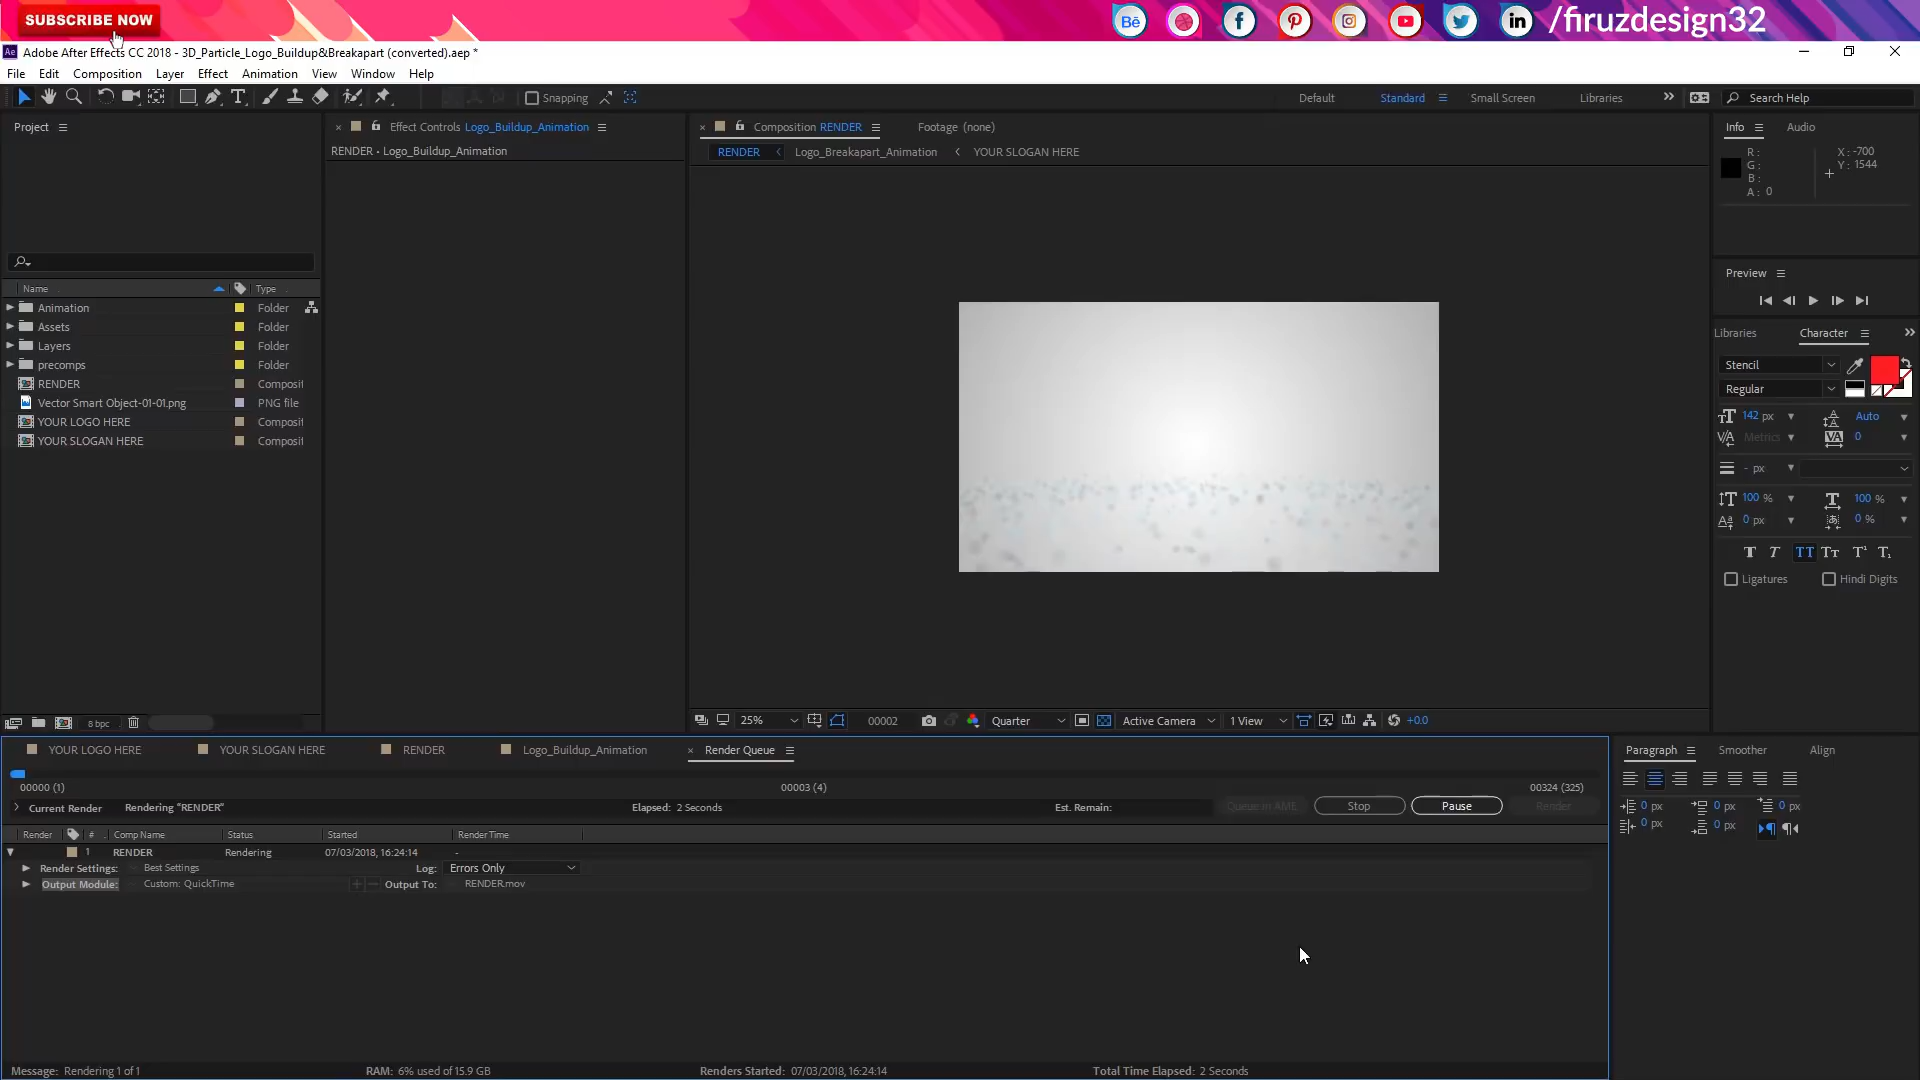 SUBSCRIBE NOW
/firuzdesign32
Adobe After Effects CC 2018 - 3D_Particle_Logo_Buildup&Breakapart (converted).aep *
File Edit Composition Layer Effect Animation View Window Help
Snapping Default Standard Small Screen Libraries Search Help
Project Effect Controls Logo_Buildup_Animation Composition RENDER Footage (none) Info Audio
RENDER • Logo_Buildup_Animation RENDER Logo_Breakapart_Animation YOUR SLOGAN HERE
R :
G :
B :
A : 0
X : -700
Y : 1544
Preview
Name Type
Animation Folder
Assets Folder
Layers Folder
precomps Folder
RENDER Composit
Vector Smart Object-01-01.png PNG file
YOUR LOGO HERE Composit
YOUR SLOGAN HERE Composit
Libraries Character
Stencil
Regular
142 px Auto
Metrics 0
- px
100 % 100 %
0 px 0 %
Ligatures Hindi Digits
8 bpc 25% 00002 Quarter Active Camera 1 View +0.0
YOUR LOGO HERE YOUR SLOGAN HERE RENDER Logo_Buildup_Animation Render Queue
00000 (1) 00003 (4) 00324 (325)
Current Render Rendering "RENDER" Elapsed: 2 Seconds Est. Remain: Queue in AME Stop Pause Render
Render # Comp Name Status Started Render Time
1 RENDER Rendering 07/03/2018, 16:24:14 -
Render Settings: Best Settings Log: Errors Only
Output Module: Custom: QuickTime Output To: RENDER.mov
Paragraph Smoother Align
0 px 0 px 0 px
0 px 0 px
Message: Rendering 1 of 1 RAM: 6% used of 15.9 GB Renders Started: 07/03/2018, 16:24:14 Total Time Elapsed: 2 Seconds